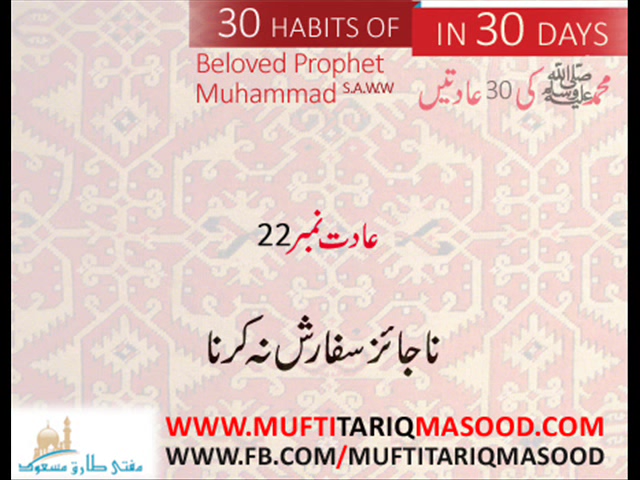 30 HABITS OF IN 30 DAYS
Beloved Prophet
Muhammad S.A.W.W
محمد ﷺ کی 30 عادتیں
عادت نمبر 22
ناجائز سفارش نہ کرنا
مفتی طارق مسعود
WWW.MUFTITARIQMASOOD.COM
WWW.FB.COM/MUFTITARIQMASOOD